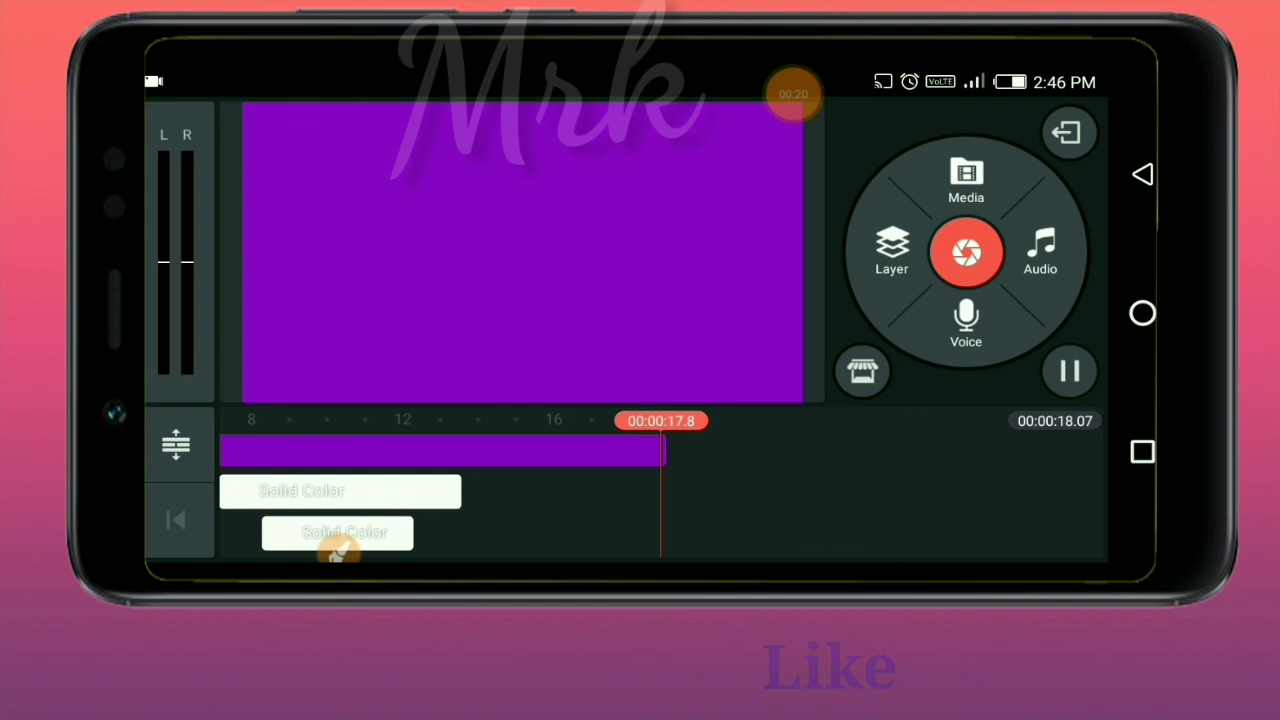 Mrk
00:20
VoLTE
2:46 PM
L R
Media
Layer
Audio
Voice
8
12
16
00:00:17.8
00:00:18.07
Solid Color
Solid Color
Like